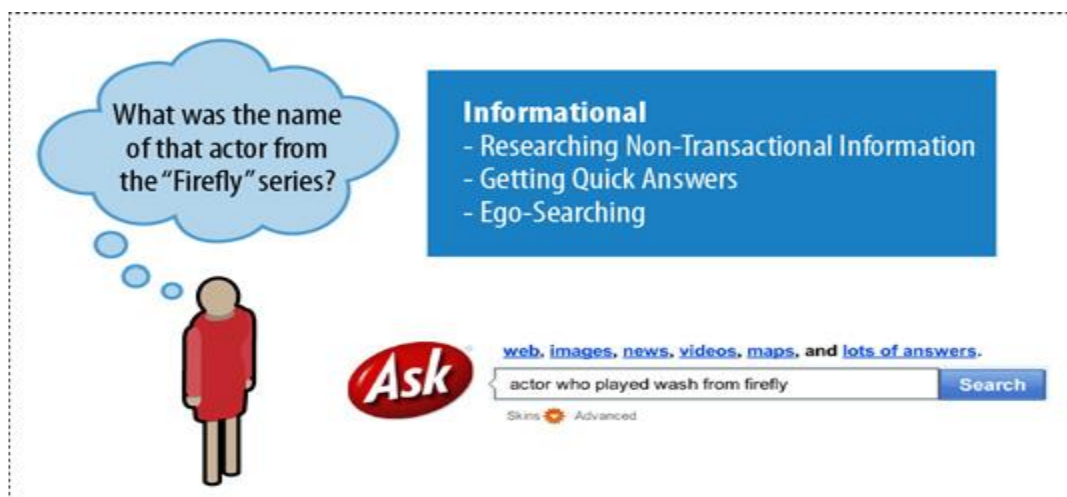 What was the name
of that actor from
the “Firefly” series?
Informational
- Researching Non-Transactional Information
- Getting Quick Answers
- Ego-Searching
Ask
web, images, news, videos, maps, and lots of answers.
actor who played wash from firefly
Search
Skins Advanced